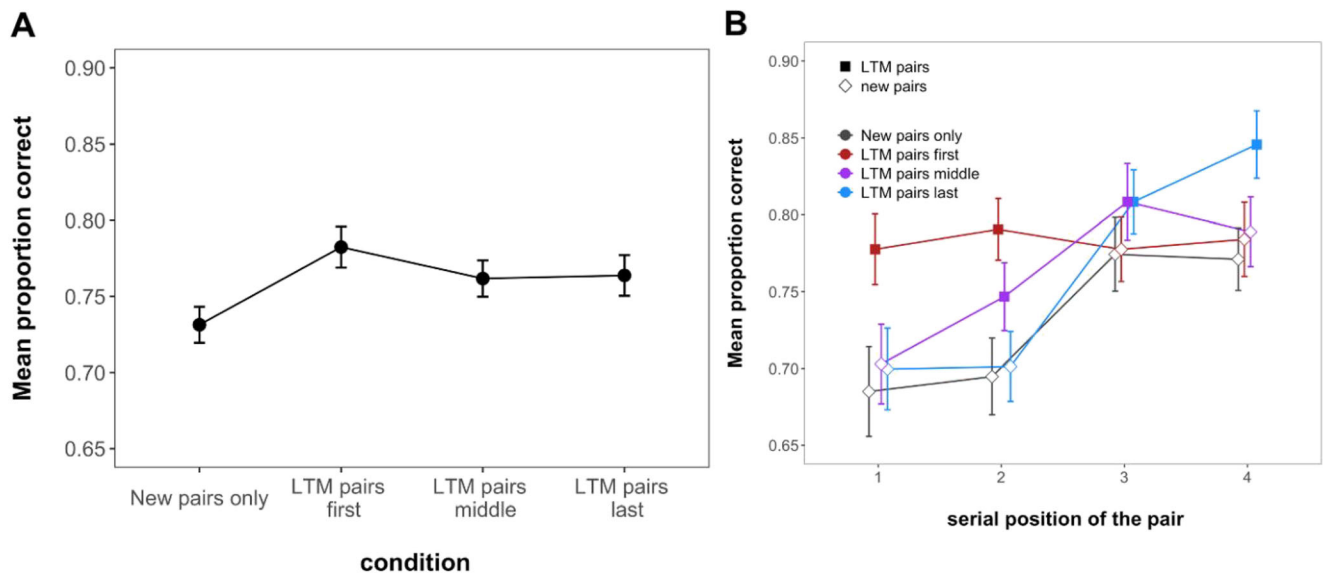 A
0.90
0.85
0.80
0.75
0.70
0.65
Mean proportion correct
New pairs only
LTM pairs
first
LTM pairs
middle
LTM pairs
last
condition
B
0.90
0.85
0.80
0.75
0.70
0.65
Mean proportion correct
LTM pairs
new pairs
New pairs only
LTM pairs first
LTM pairs middle
LTM pairs last
1
2
3
4
serial position of the pair